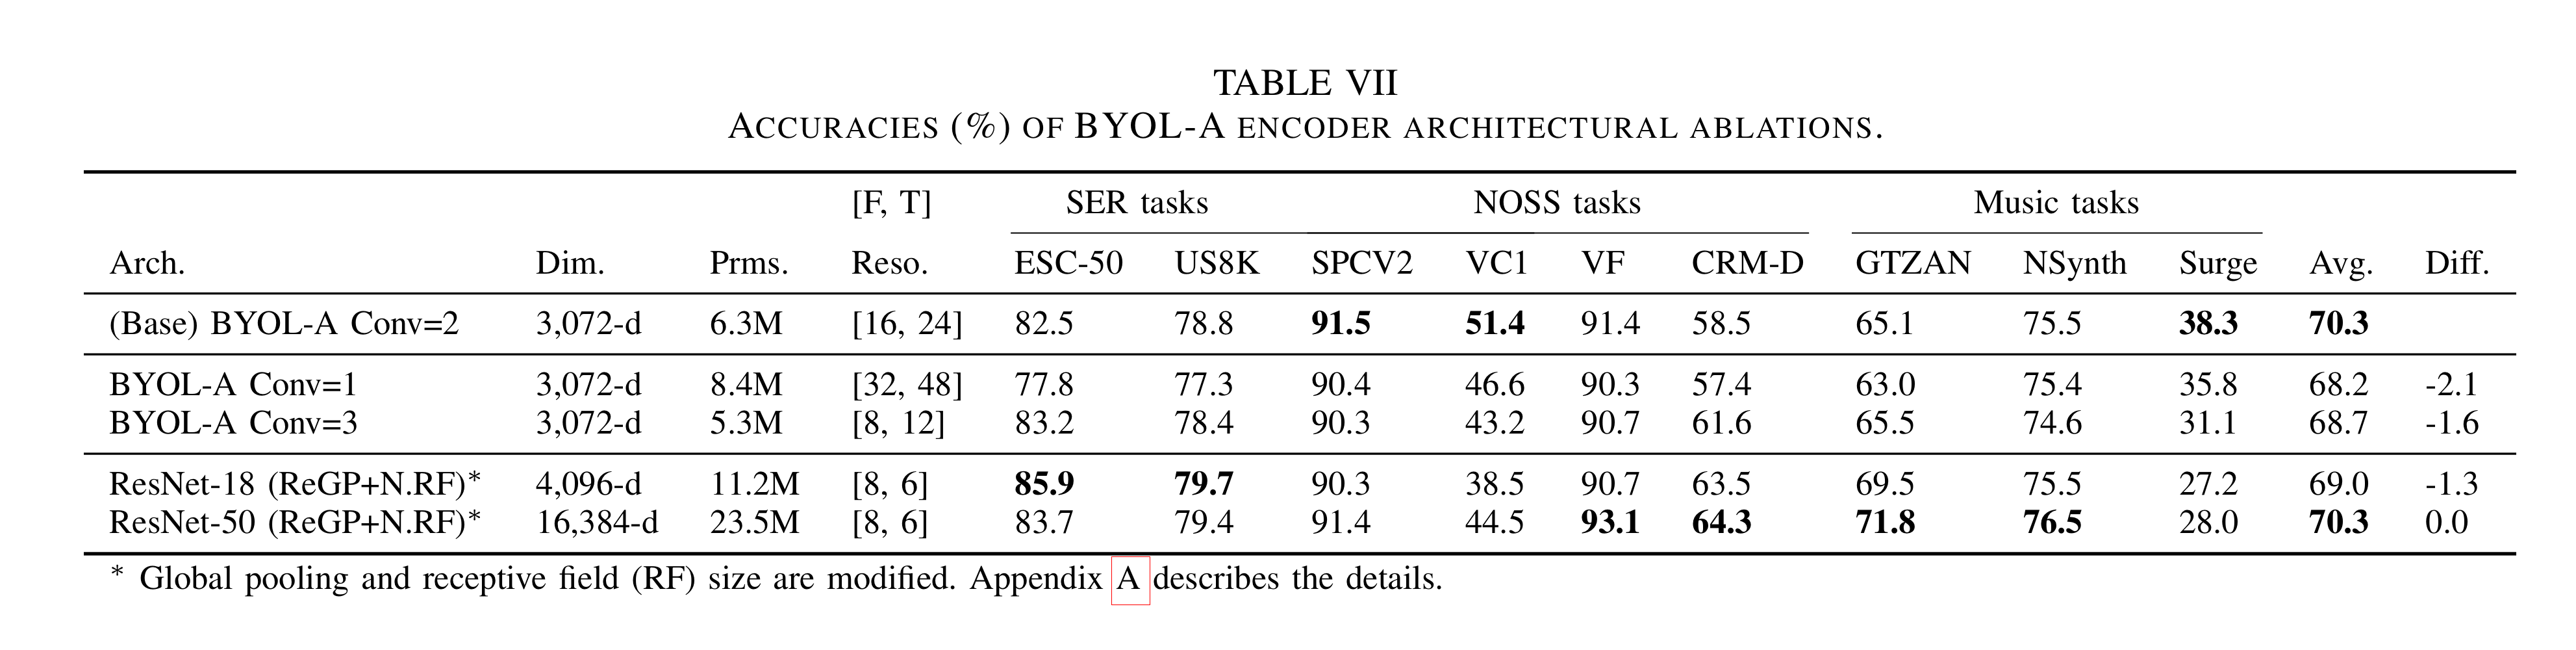 TABLE VII
ACCURACIES (%) OF BYOL-A ENCODER ARCHITECTURAL ABLATIONS.
[F, T] SER tasks NOSS tasks Music tasks
Arch. Dim. Prms. Reso. ESC-50 US8K SPCV2 VC1 VF CRM-D GTZAN NSynth Surge Avg. Diff.
(Base) BYOL-A Conv=2 3,072-d 6.3M [16, 24] 82.5 78.8 91.5 51.4 91.4 58.5 65.1 75.5 38.3 70.3
BYOL-A Conv=1 3,072-d 8.4M [32, 48] 77.8 77.3 90.4 46.6 90.3 57.4 63.0 75.4 35.8 68.2 -2.1
BYOL-A Conv=3 3,072-d 5.3M [8, 12] 83.2 78.4 90.3 43.2 90.7 61.6 65.5 74.6 31.1 68.7 -1.6
ResNet-18 (ReGP+N.RF)* 4,096-d 11.2M [8, 6] 85.9 79.7 90.3 38.5 90.7 63.5 69.5 75.5 27.2 69.0 -1.3
ResNet-50 (ReGP+N.RF)* 16,384-d 23.5M [8, 6] 83.7 79.4 91.4 44.5 93.1 64.3 71.8 76.5 28.0 70.3 0.0
* Global pooling and receptive field (RF) size are modified. Appendix A describes the details.